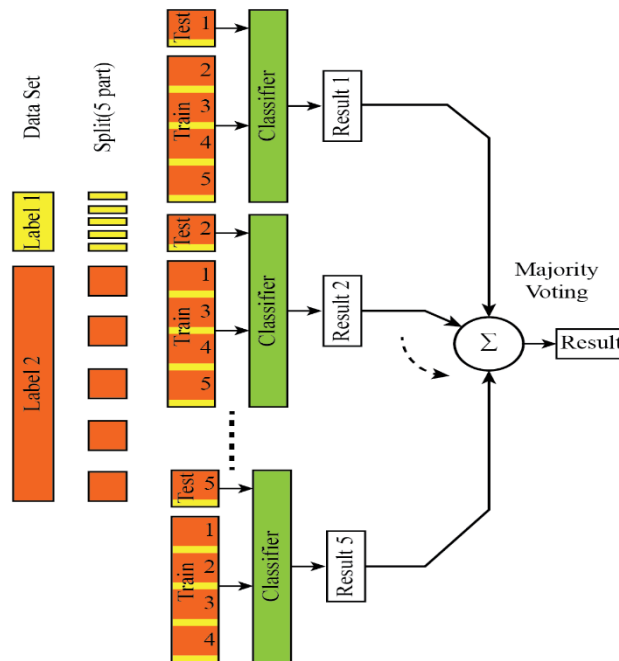 Data Set
Split(5 part)
Label 1
Label 2
Test
1
Train
2
3
4
5
Classifier
Result 1
Test
2
Train
1
3
4
5
Classifier
Result 2
Test
5
Train
1
2
3
4
Classifier
Result 5
Majority
Voting
Σ
Result